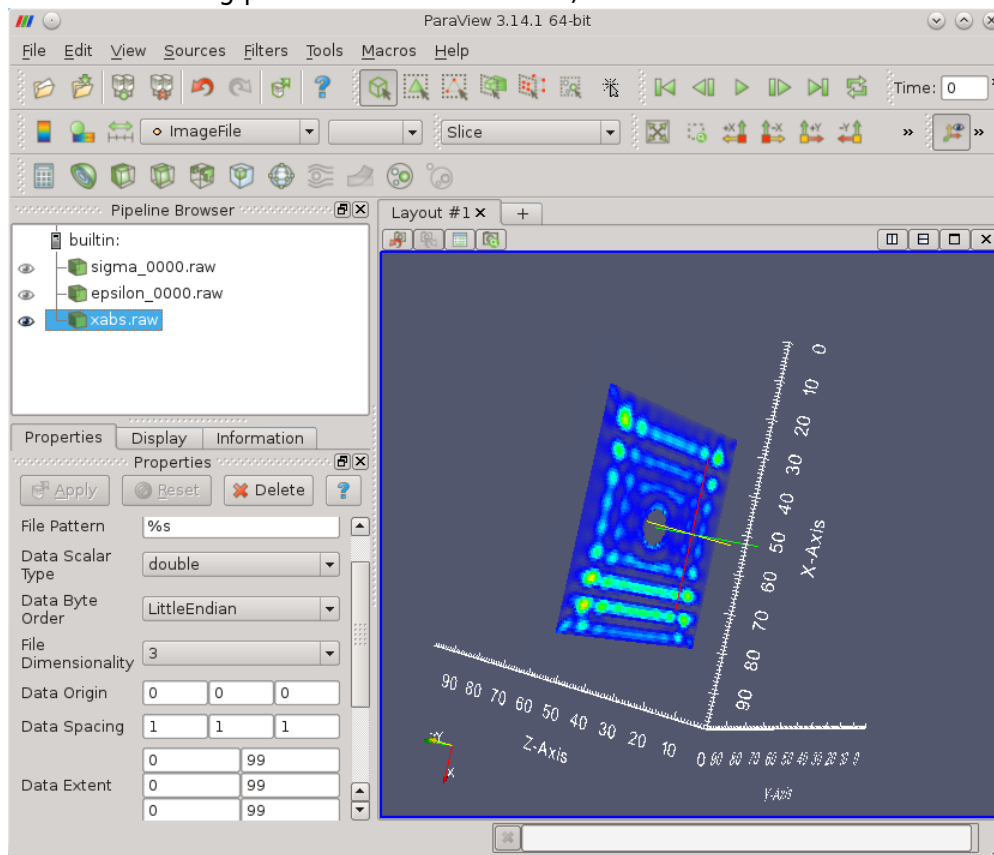 ParaView 3.14.1 64-bit
File Edit View Sources Filters Tools Macros Help
Time: 0
ImageFile Slice »  »
Pipeline Browser
Layout #1 +
builtin:
sigma_0000.raw
epsilon_0000.raw
xabs.raw
Properties Display Information
Properties
Apply Reset Delete ?
File Pattern %s
Data Scalar Type double
Data Byte Order LittleEndian
File Dimensionality 3
Data Origin 0 0 0
Data Spacing 1 1 1
Data Extent 0 99
0 99
0 99
0 10 20 30 40 50 60 70 80 90
X-Axis
90 80 70 60 50 40 30 20 10 0
Z-Axis
Y-Axis
-Y
X